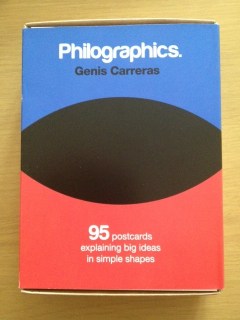 Philographics.
Genis Carreras
95 postcards
explaining big ideas
in simple shapes